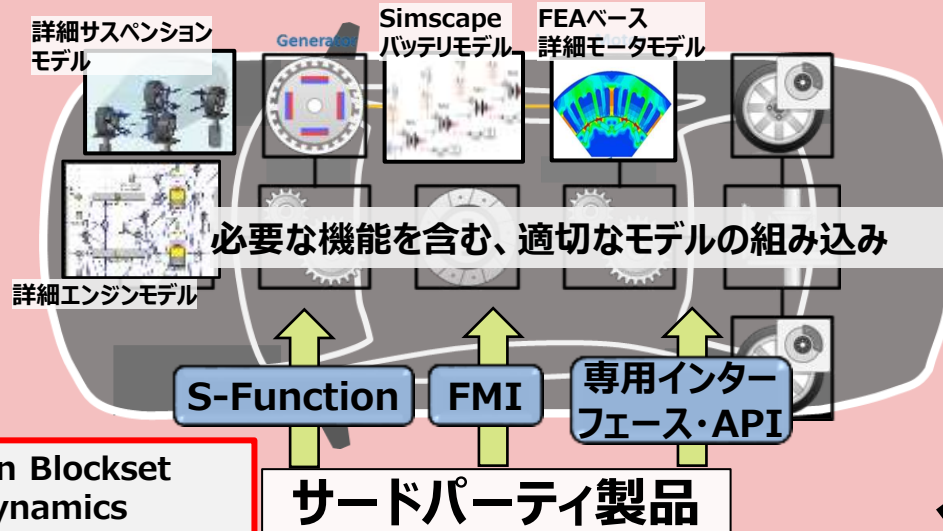 詳細サスペンション
モデル
Generator
Simscape
バッテリモデル
FEAベース
詳細モータモデル
必要な機能を含む、適切なモデルの組み込み
詳細エンジンモデル
S-Function
FMI
専用インター
フェース・API
n Blockset
ynamics
サードパーティ製品